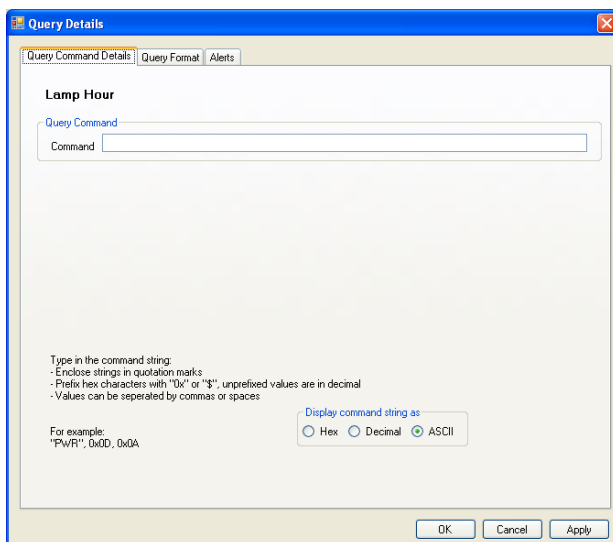 Query Details
Query Command Details Query Format Alerts
Lamp Hour
Query Command
Command
Type in the command string:
- Enclose strings in quotation marks
- Prefix hex characters with "0x" or "$", unprefixed values are in decimal
- Values can be seperated by commas or spaces
For example:
"PWR", 0x0D, 0x0A
Display command string as
Hex Decimal ASCII
OK Cancel Apply